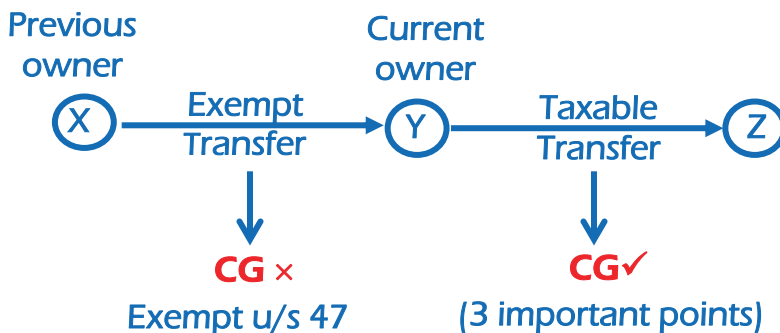 Previous
owner
Current
owner
X
Exempt
Transfer
Y
Taxable
Transfer
Z
CG ×
Exempt u/s 47
CG✓
(3 important points)